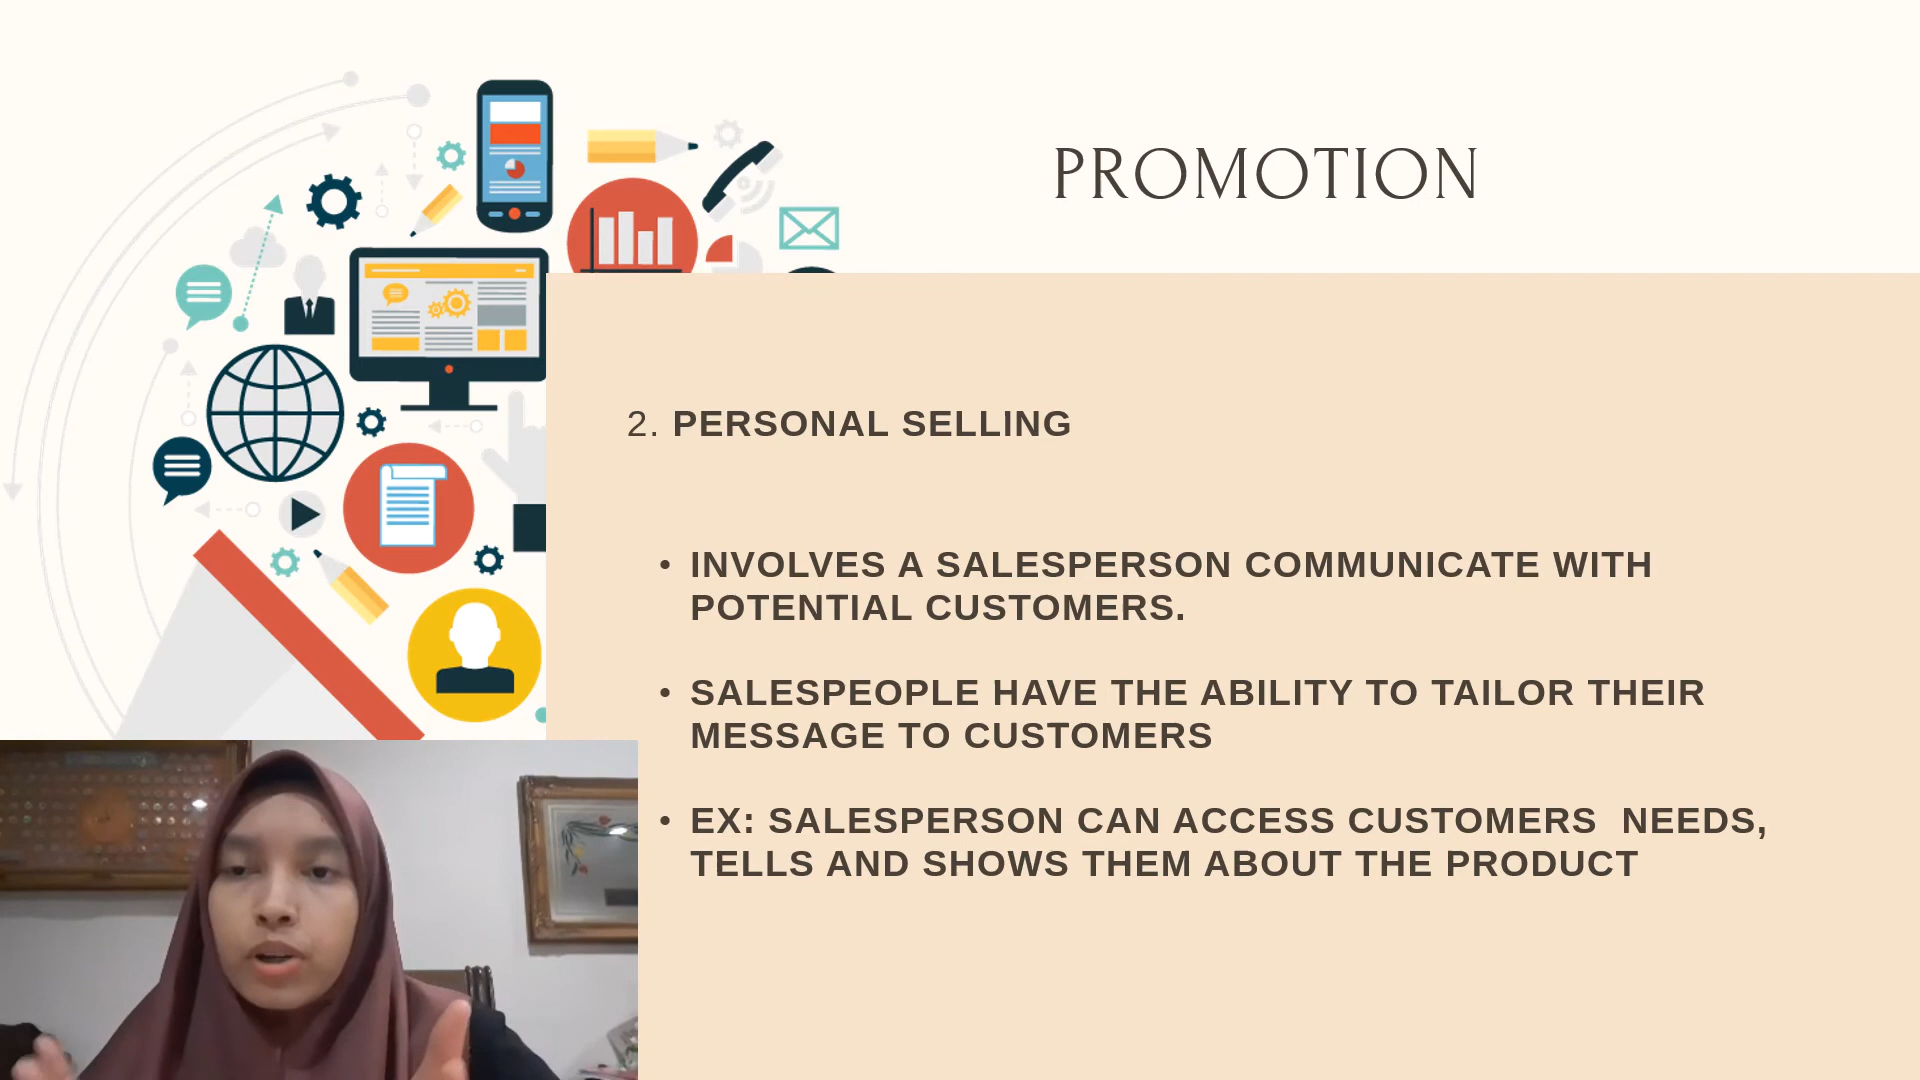 PROMOTION
2. PERSONAL SELLING
• INVOLVES A SALESPERSON COMMUNICATE WITH
POTENTIAL CUSTOMERS.
• SALESPEOPLE HAVE THE ABILITY TO TAILOR THEIR
MESSAGE TO CUSTOMERS
• EX: SALESPERSON CAN ACCESS CUSTOMERS  NEEDS,
TELLS AND SHOWS THEM ABOUT THE PRODUCT